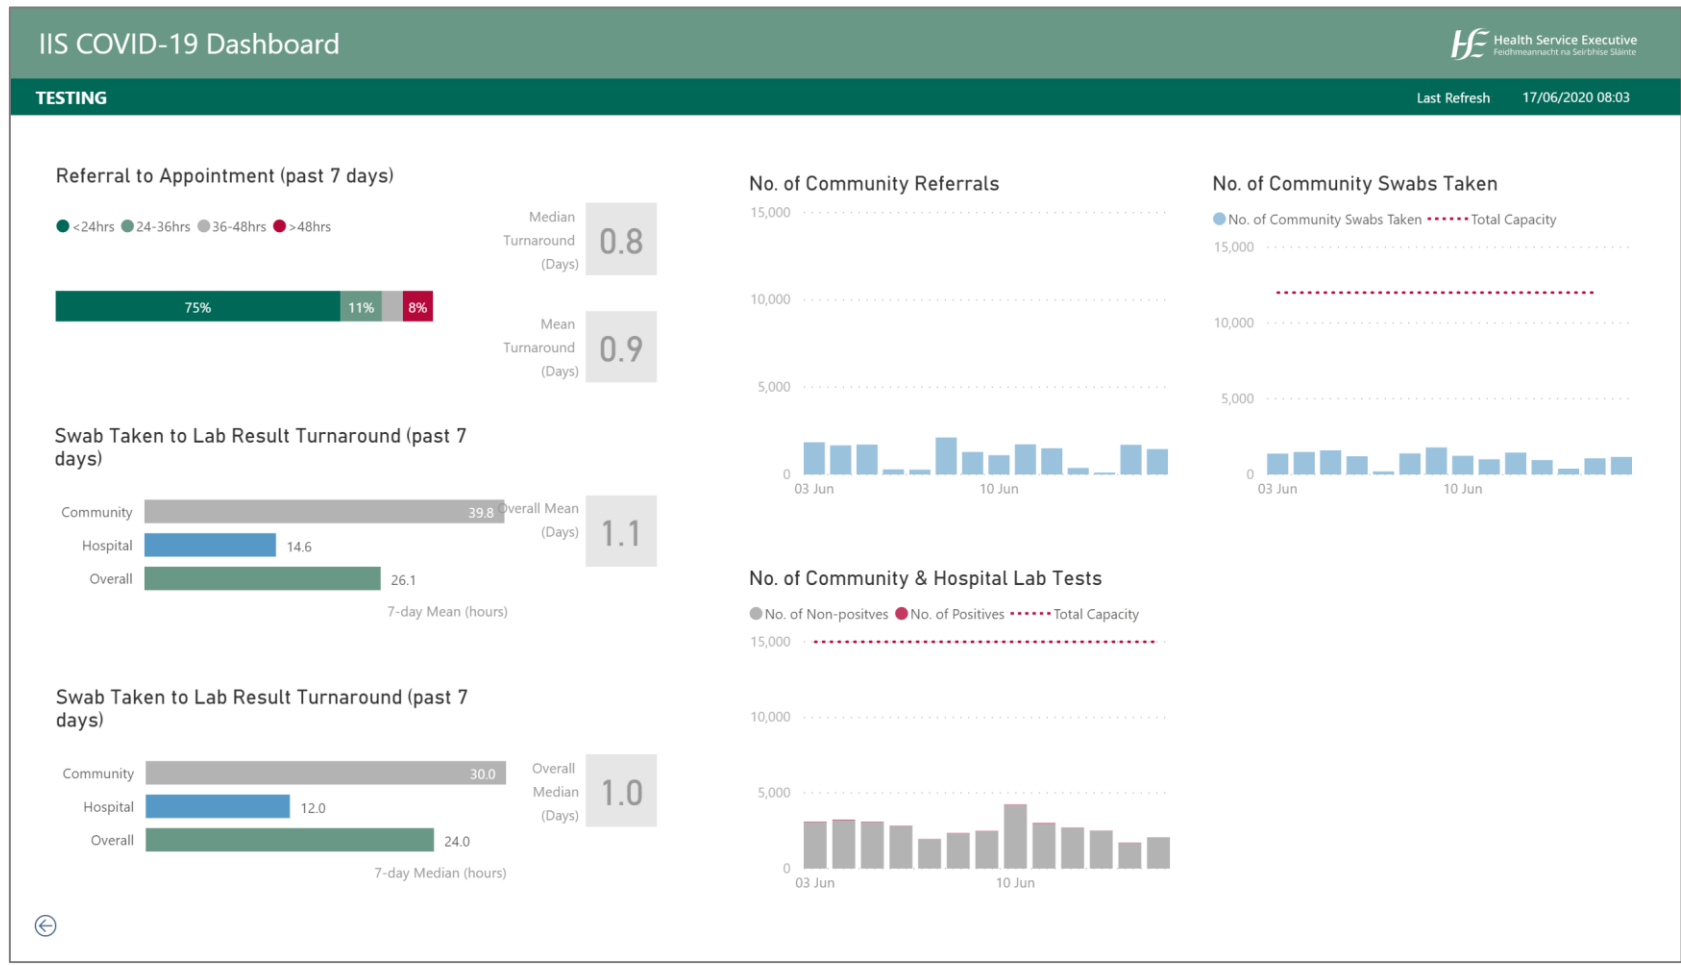 IIS COVID-19 Dashboard
Health Service Executive
Feidhmeannacht na Seirbhíse Sláinte
TESTING
Last Refresh 17/06/2020 08:03
Referral to Appointment (past 7 days)
<24hrs 24-36hrs 36-48hrs >48hrs
75% 11% 8%
Median
Turnaround
(Days)
0.8
Mean
Turnaround
(Days)
0.9
Swab Taken to Lab Result Turnaround (past 7
days)
Community 39.8
Hospital 14.6
Overall 26.1
7-day Mean (hours)
Overall Mean
(Days)
1.1
Swab Taken to Lab Result Turnaround (past 7
days)
Community 30.0
Hospital 12.0
Overall 24.0
7-day Median (hours)
Overall
Median
(Days)
1.0
No. of Community Referrals
15,000
10,000
5,000
0
03 Jun 10 Jun
No. of Community Swabs Taken
No. of Community Swabs Taken Total Capacity
15,000
10,000
5,000
0
03 Jun 10 Jun
No. of Community & Hospital Lab Tests
No. of Non-positves No. of Positives Total Capacity
15,000
10,000
5,000
0
03 Jun 10 Jun